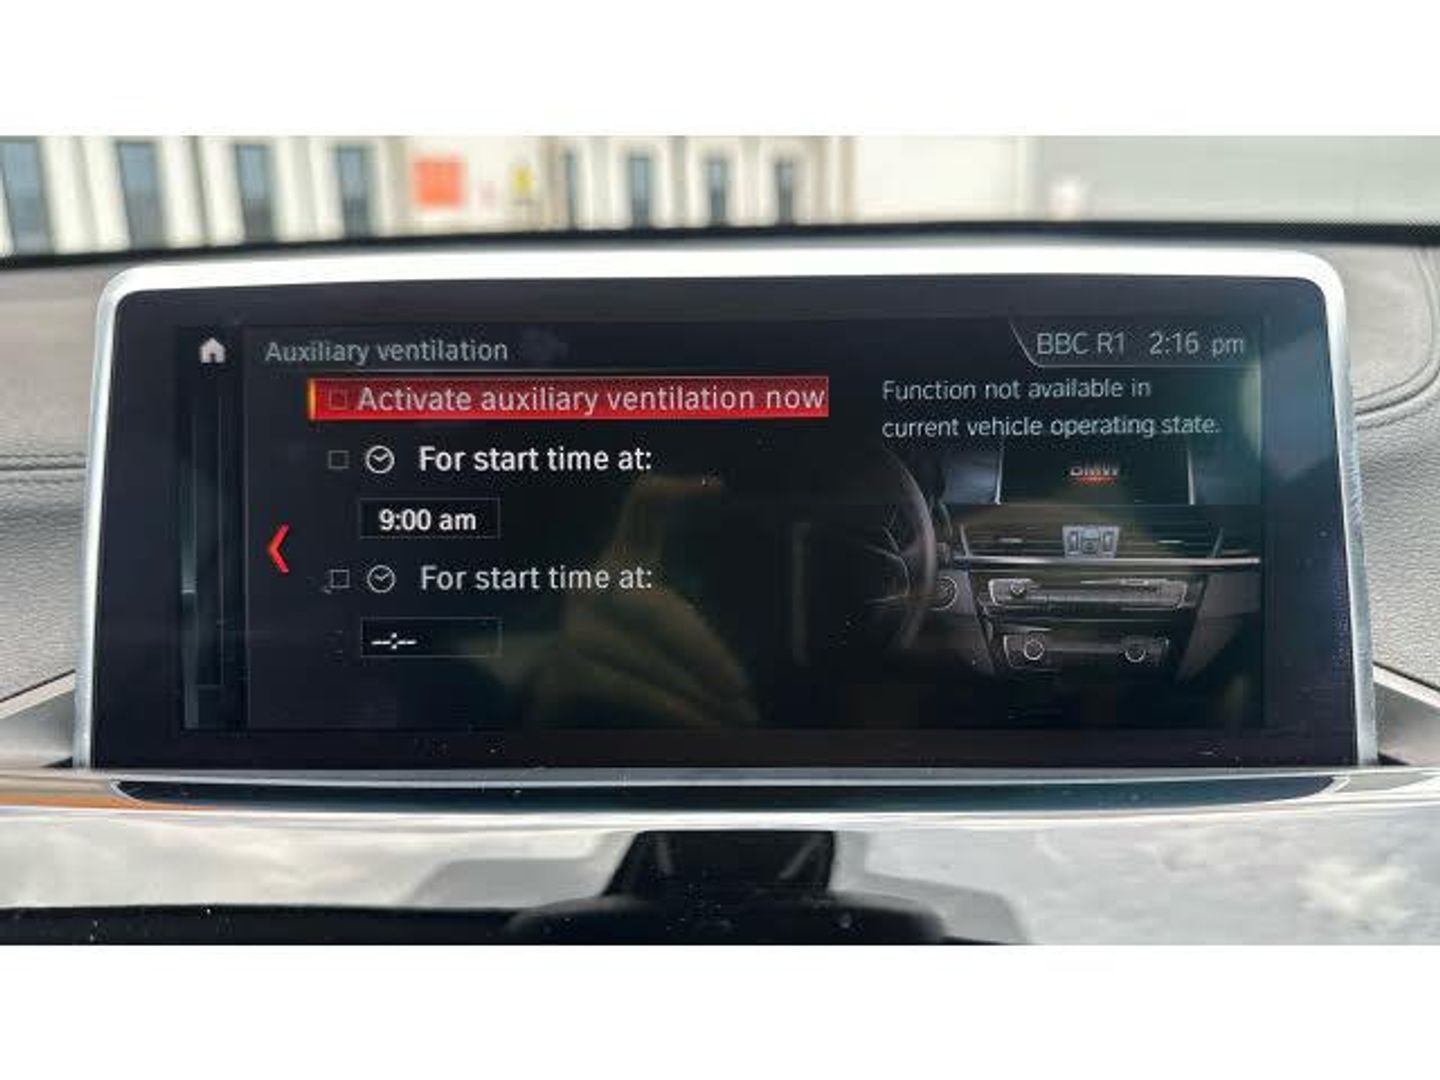 Auxiliary ventilation
BBC R1 2:16 pm
Activate auxiliary ventilation now
For start time at:
9:00 am
For start time at:
--:--
Function not available in
current vehicle operating state.
BMW